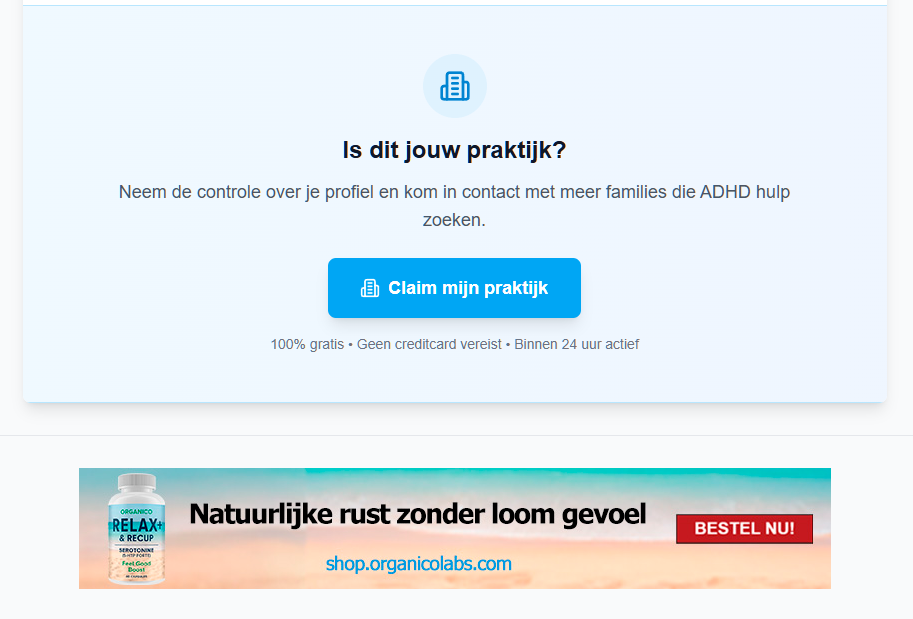 Is dit jouw praktijk?
Neem de controle over je profiel en kom in contact met meer families die ADHD hulp
zoeken.
Claim mijn praktijk
100% gratis • Geen creditcard vereist • Binnen 24 uur actief
ORGANICO
RELAX+
& RECUP
SEROTONINE
(5-HTP FORTE)
Feel Good
Boost
Natuurlijke rust zonder loom gevoel
shop.organicolabs.com
BESTEL NU!